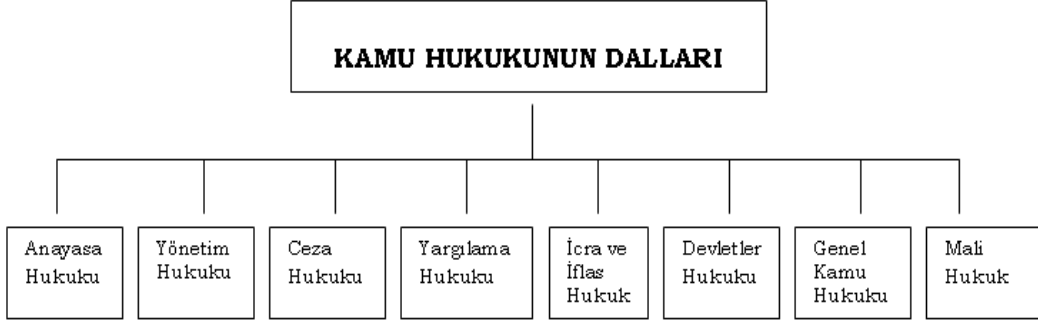 KAMU HUKUKUNUN DALLARI
Anayasa
Hukuku
Yönetim
Hukuku
Ceza
Hukuku
Yargılama
Hukuku
İcra ve
İflas
Hukuk
Devletler
Hukuku
Genel
Kamu
Hukuku
Mali
Hukuk